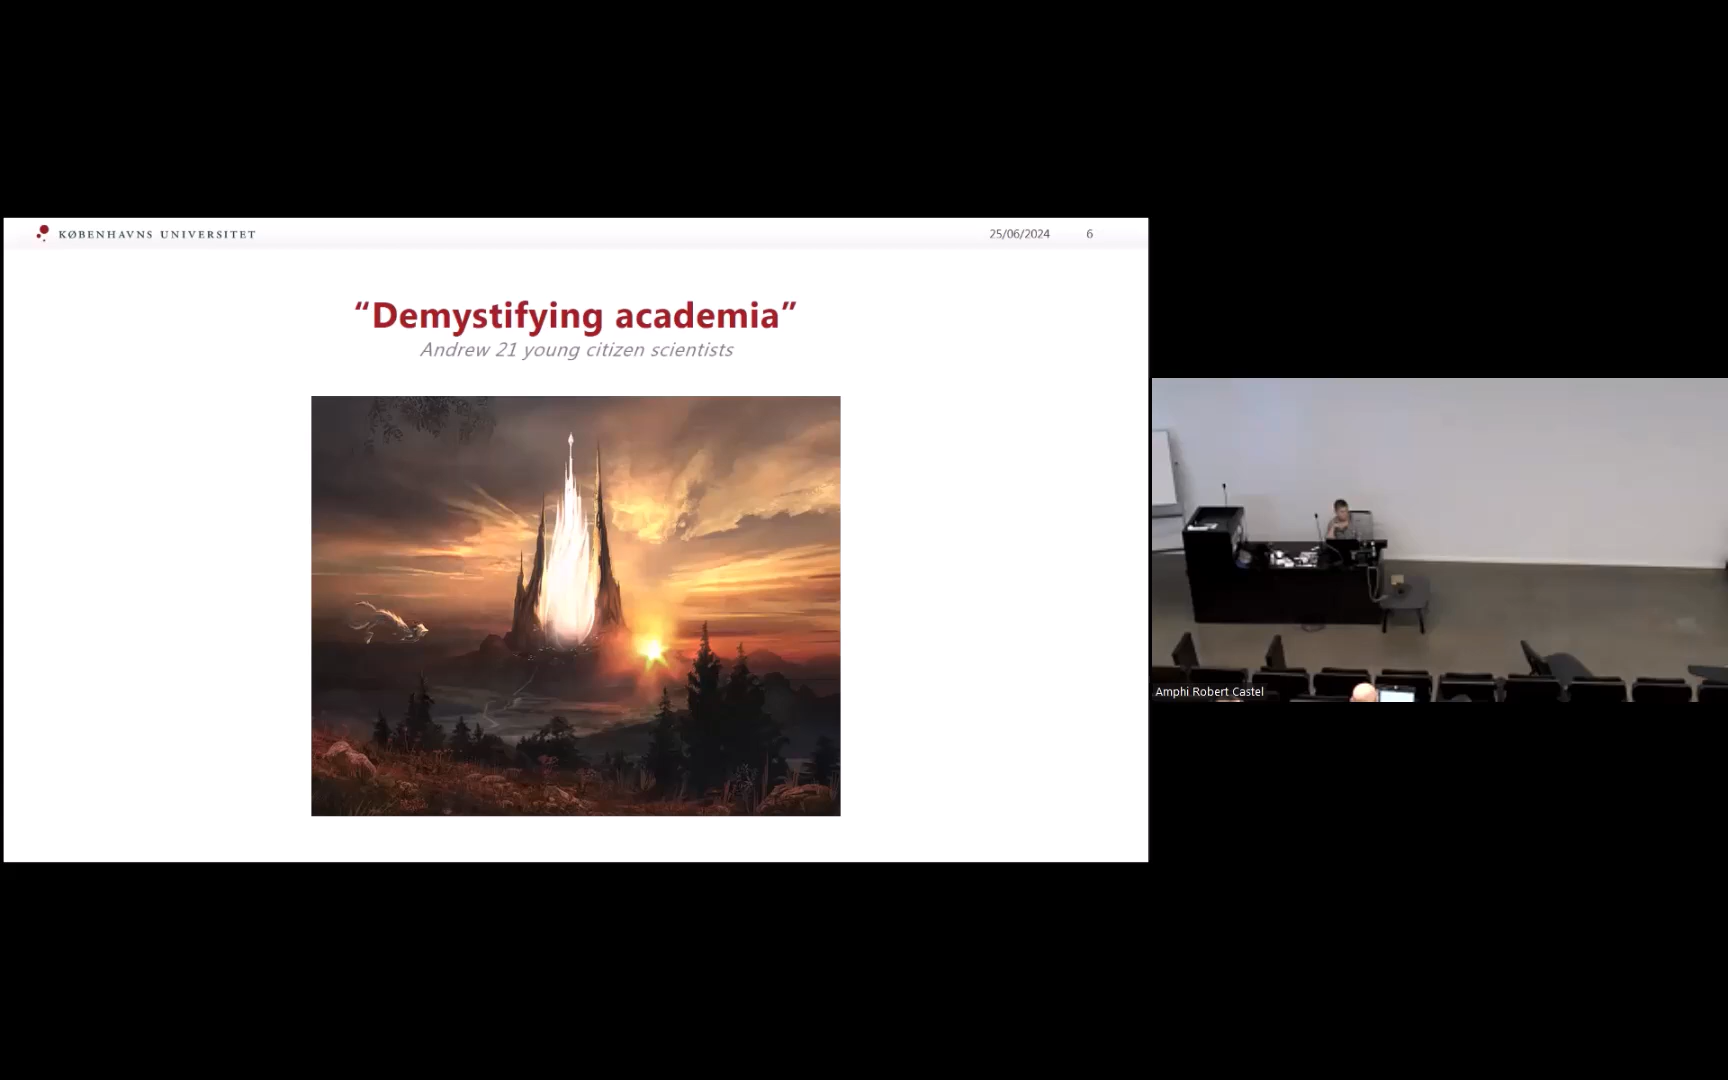 KØBENHAVNS UNIVERSITET
25/06/2024 6
“Demystifying academia”
Andrew 21 young citizen scientists
Amphi Robert Castel